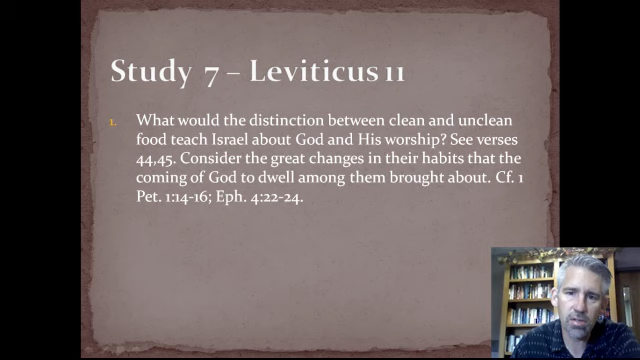 Study 7 – Leviticus 11
1. What would the distinction between clean and unclean
food teach Israel about God and His worship? See verses
44,45. Consider the great changes in their habits that the
coming of God to dwell among them brought about. Cf. 1
Pet. 1:14-16; Eph. 4:22-24.